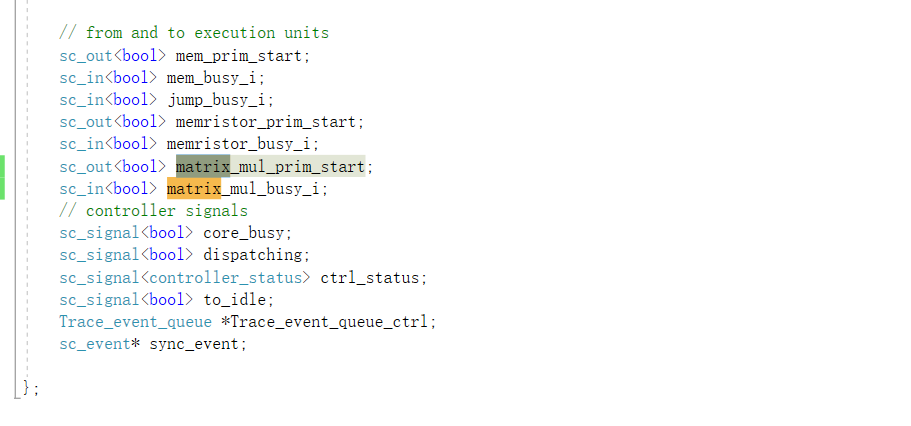 // from and to execution units
sc_out<bool> mem_prim_start;
sc_in<bool> mem_busy_i;
sc_in<bool> jump_busy_i;
sc_out<bool> memristor_prim_start;
sc_in<bool> memristor_busy_i;
sc_out<bool> matrix_mul_prim_start;
sc_in<bool> matrix_mul_busy_i;
// controller signals
sc_signal<bool> core_busy;
sc_signal<bool> dispatching;
sc_signal<controller_status> ctrl_status;
sc_signal<bool> to_idle;
Trace_event_queue *Trace_event_queue_ctrl;
sc_event* sync_event;
};